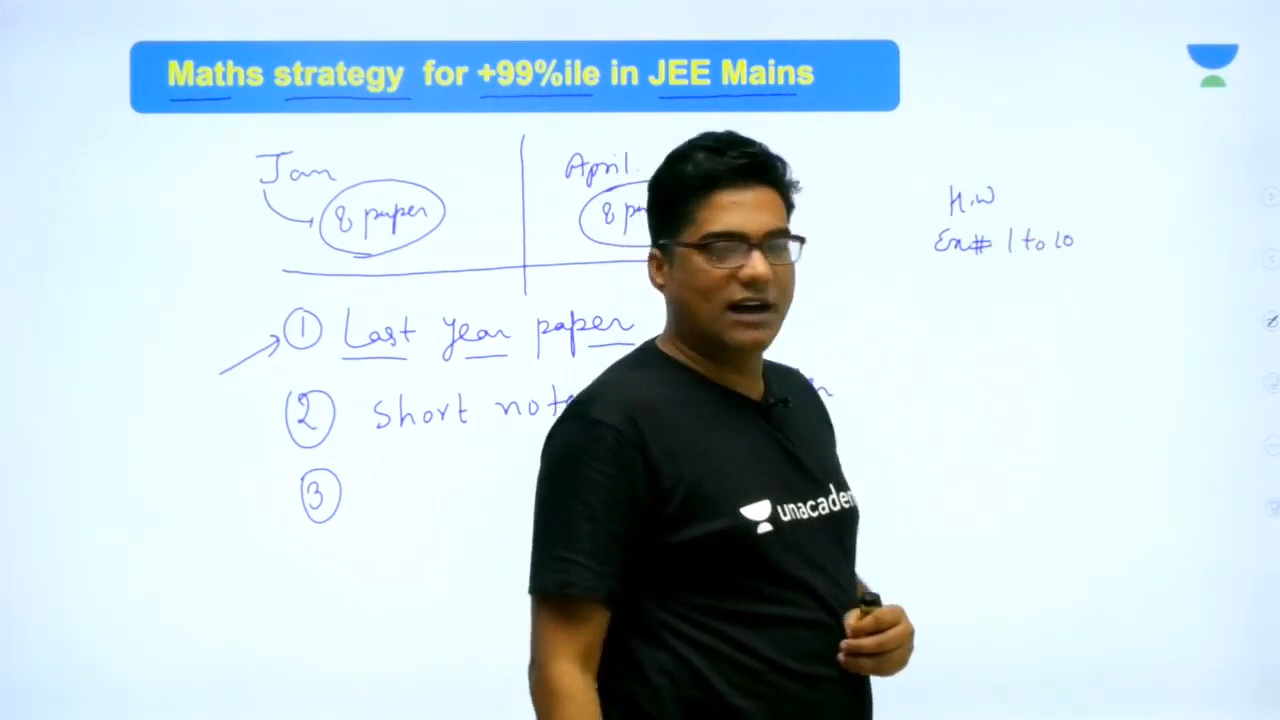 Maths strategy for +99%ile in JEE Mains
Jan
8 paper
April.
8 
H.W
Ex# 1 to 10
1 Last year paper
2 Short
3
unacadem